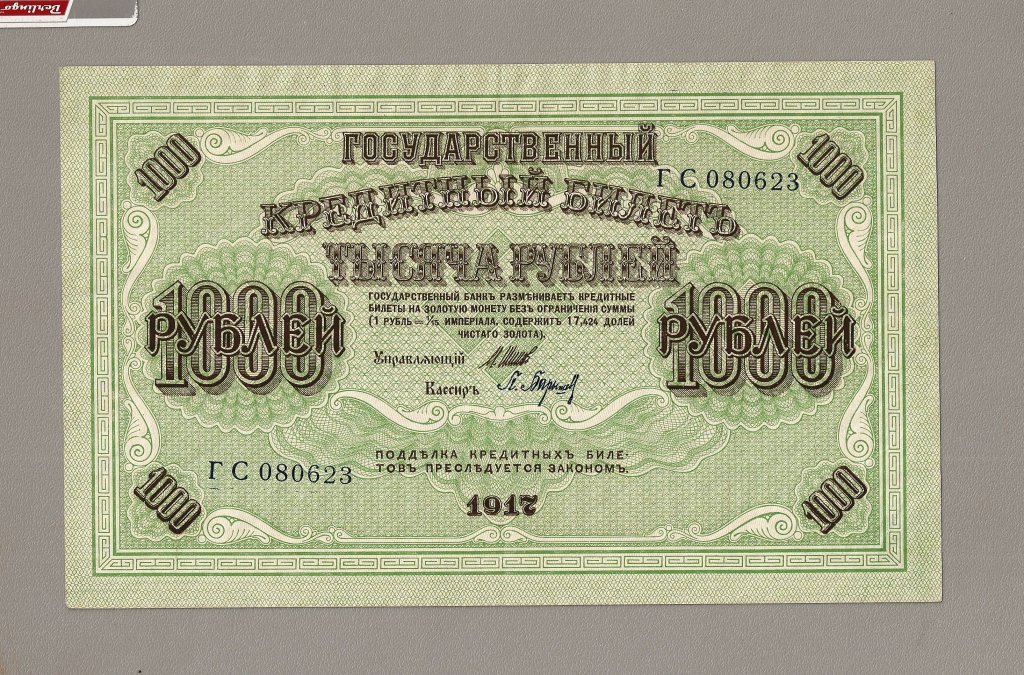 Berlingo
1000
ГОСУДАРСТВЕННЫЙ
1000
ГС 080623
КРЕДИТНЫЙ БИЛЕТЪ
ТЫСЯЧА РУБЛЕЙ
1000
РУБЛЕЙ
1000
РУБЛЕЙ
ГОСУДАРСТВЕННЫЙ БАНКЪ РАЗМѢНИВАЕТЪ КРЕДИТНЫЕ
БИЛЕТЫ НА ЗОЛОТУЮ МОНЕТУ БЕЗЪ ОГРАНИЧЕНІЯ СУММЫ
(1 РУБЛЬ = 1/15 ИМПЕРІАЛА, СОДЕРЖИТЪ 17,424 ДОЛЕЙ
ЧИСТАГО ЗОЛОТА).
Управляющій
Кассиръ
ПОДДѢЛКА КРЕДИТНЫХЪ БИЛЕ-
ТОВЪ ПРЕСЛѢДУЕТСЯ ЗАКОНОМЪ.
ГС 080623
1000
1917
1000